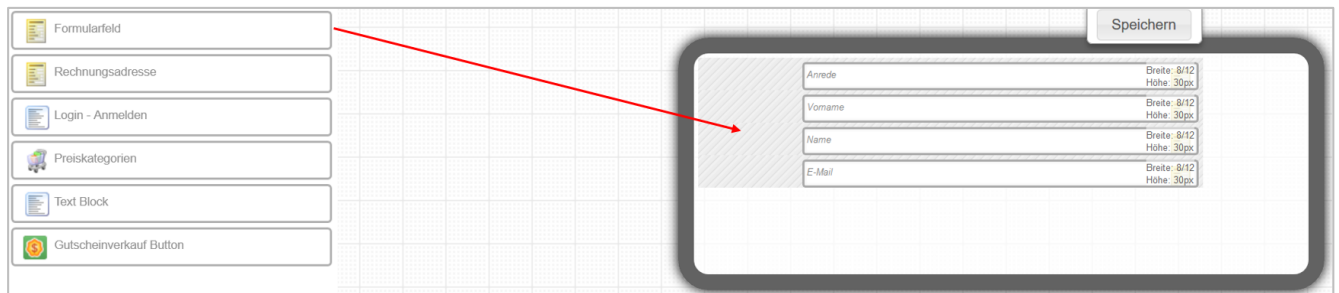 Formularfeld
Rechnungsadresse
Login - Anmelden
Preiskategorien
Text Block
Gutscheinverkauf Button
Speichern
Anrede
Breite: 8/12
Höhe: 30px
Vorname
Breite: 8/12
Höhe: 30px
Name
Breite: 8/12
Höhe: 30px
E-Mail
Breite: 8/12
Höhe: 30px